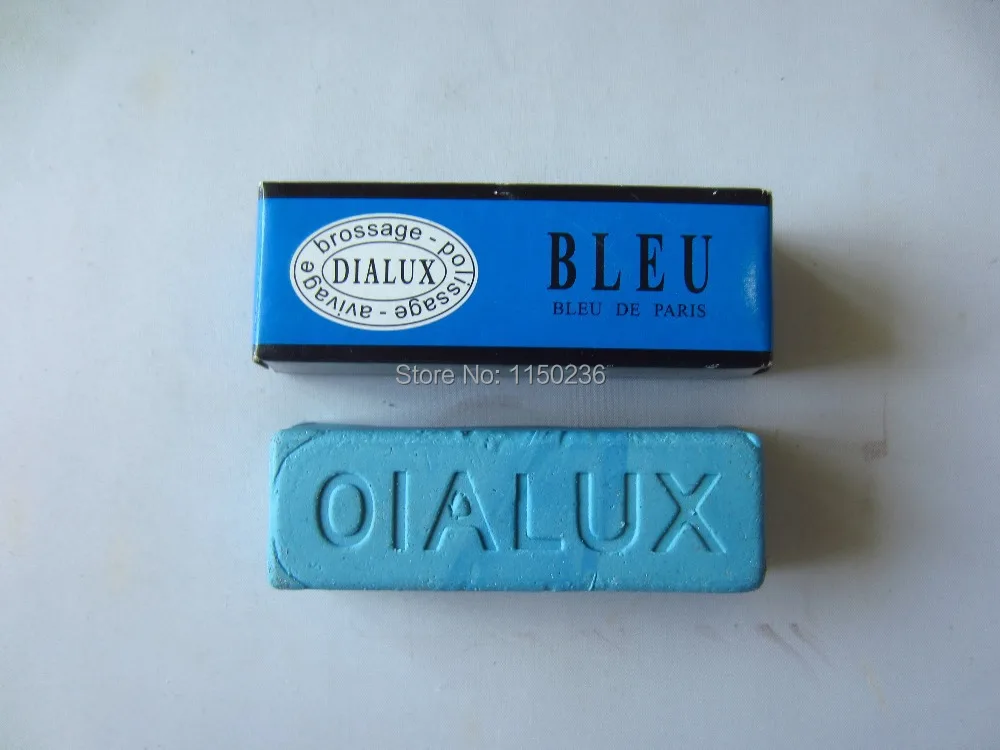 brossage - polissage - avivage
DIALUX
BLEU
BLEU DE PARIS
Store No: 1150236
OIALUX